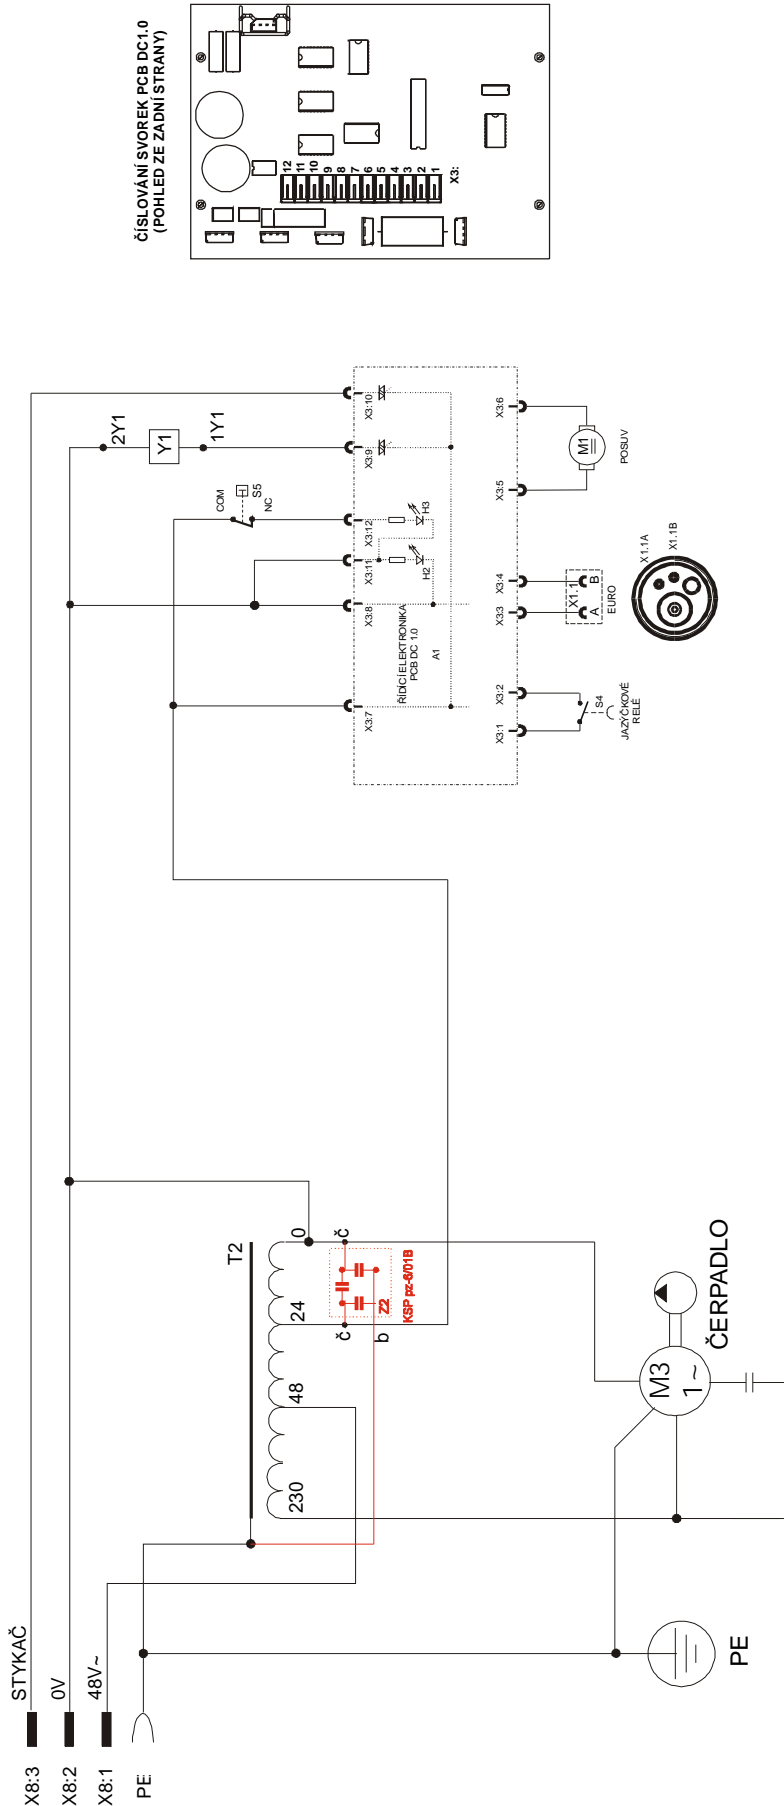 ČÍSLOVÁNÍ SVOREK PCB DC1.0
(POHLED ZE ZADNÍ STRANY)
12
11
10
9
8
7
6
5
4
3
2
1
X3:
2Y1
Y1
1Y1
COM
S5
NC
X3:10
X3:9
X3:12
X3:11
X3:8
X3:7
H3
H2
ŘÍDÍCÍ ELEKTRONIKA
PCB DC 1.0
A1
X3:6
X3:5
X3:4
X3:3
X3:2
X3:1
M1
POSUV
X1.1
A
B
EURO
X1.1A
X1.1B
S4
JAZÝČKOVÉ
RELÉ
T2
0
24
48
230
č
č
b
Z2
KSP pz-6/01B
M3
1~
ČERPADLO
PE
STYKAČ
0V
48V~
X8:3
X8:2
X8:1
PE